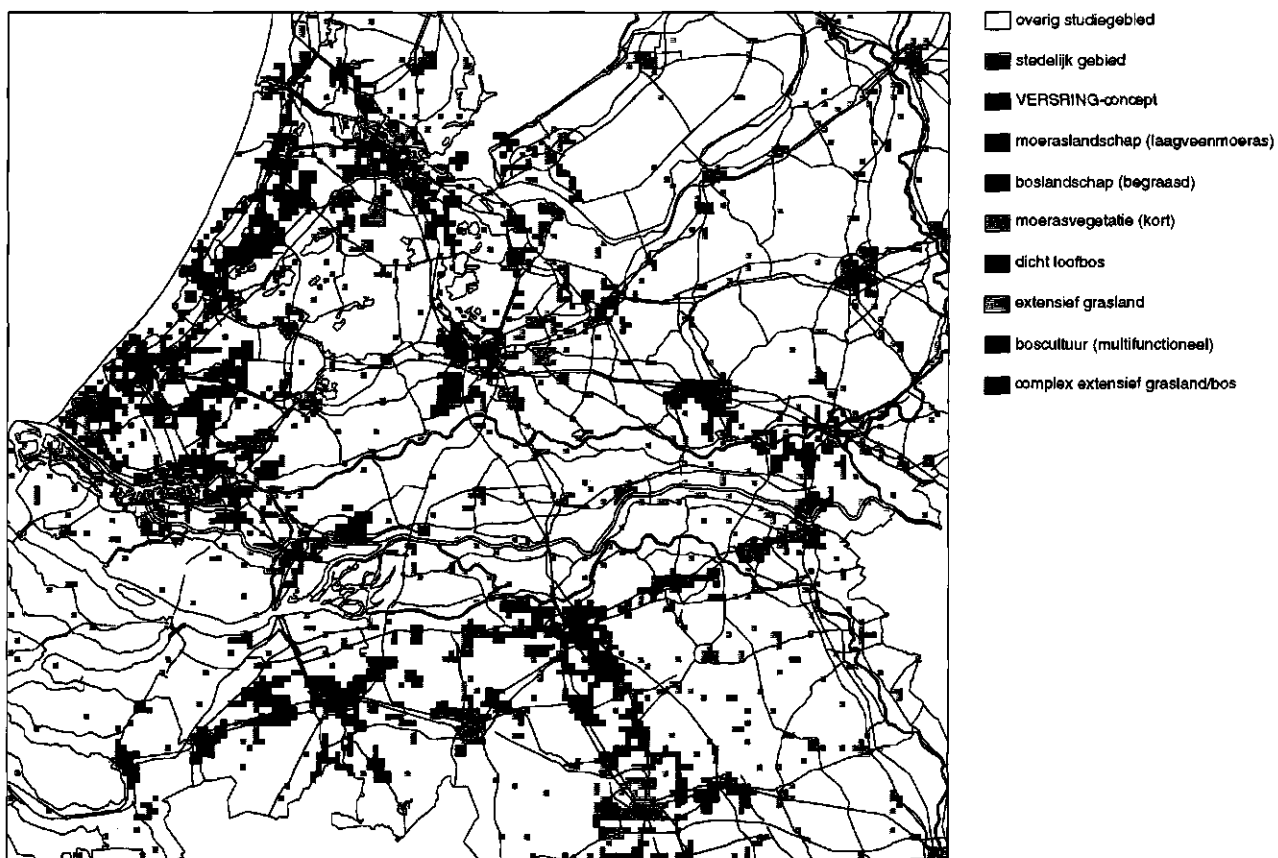 overig studiegebied
stedelijk gebied
VERSRING-concept
moeraslandschap (laagveenmoeras)
boslandschap (begraasd)
moerasvegetatie (kort)
dicht loofbos
extensief grasland
boscultuur (multifunctioneel)
complex extensief grasland/bos